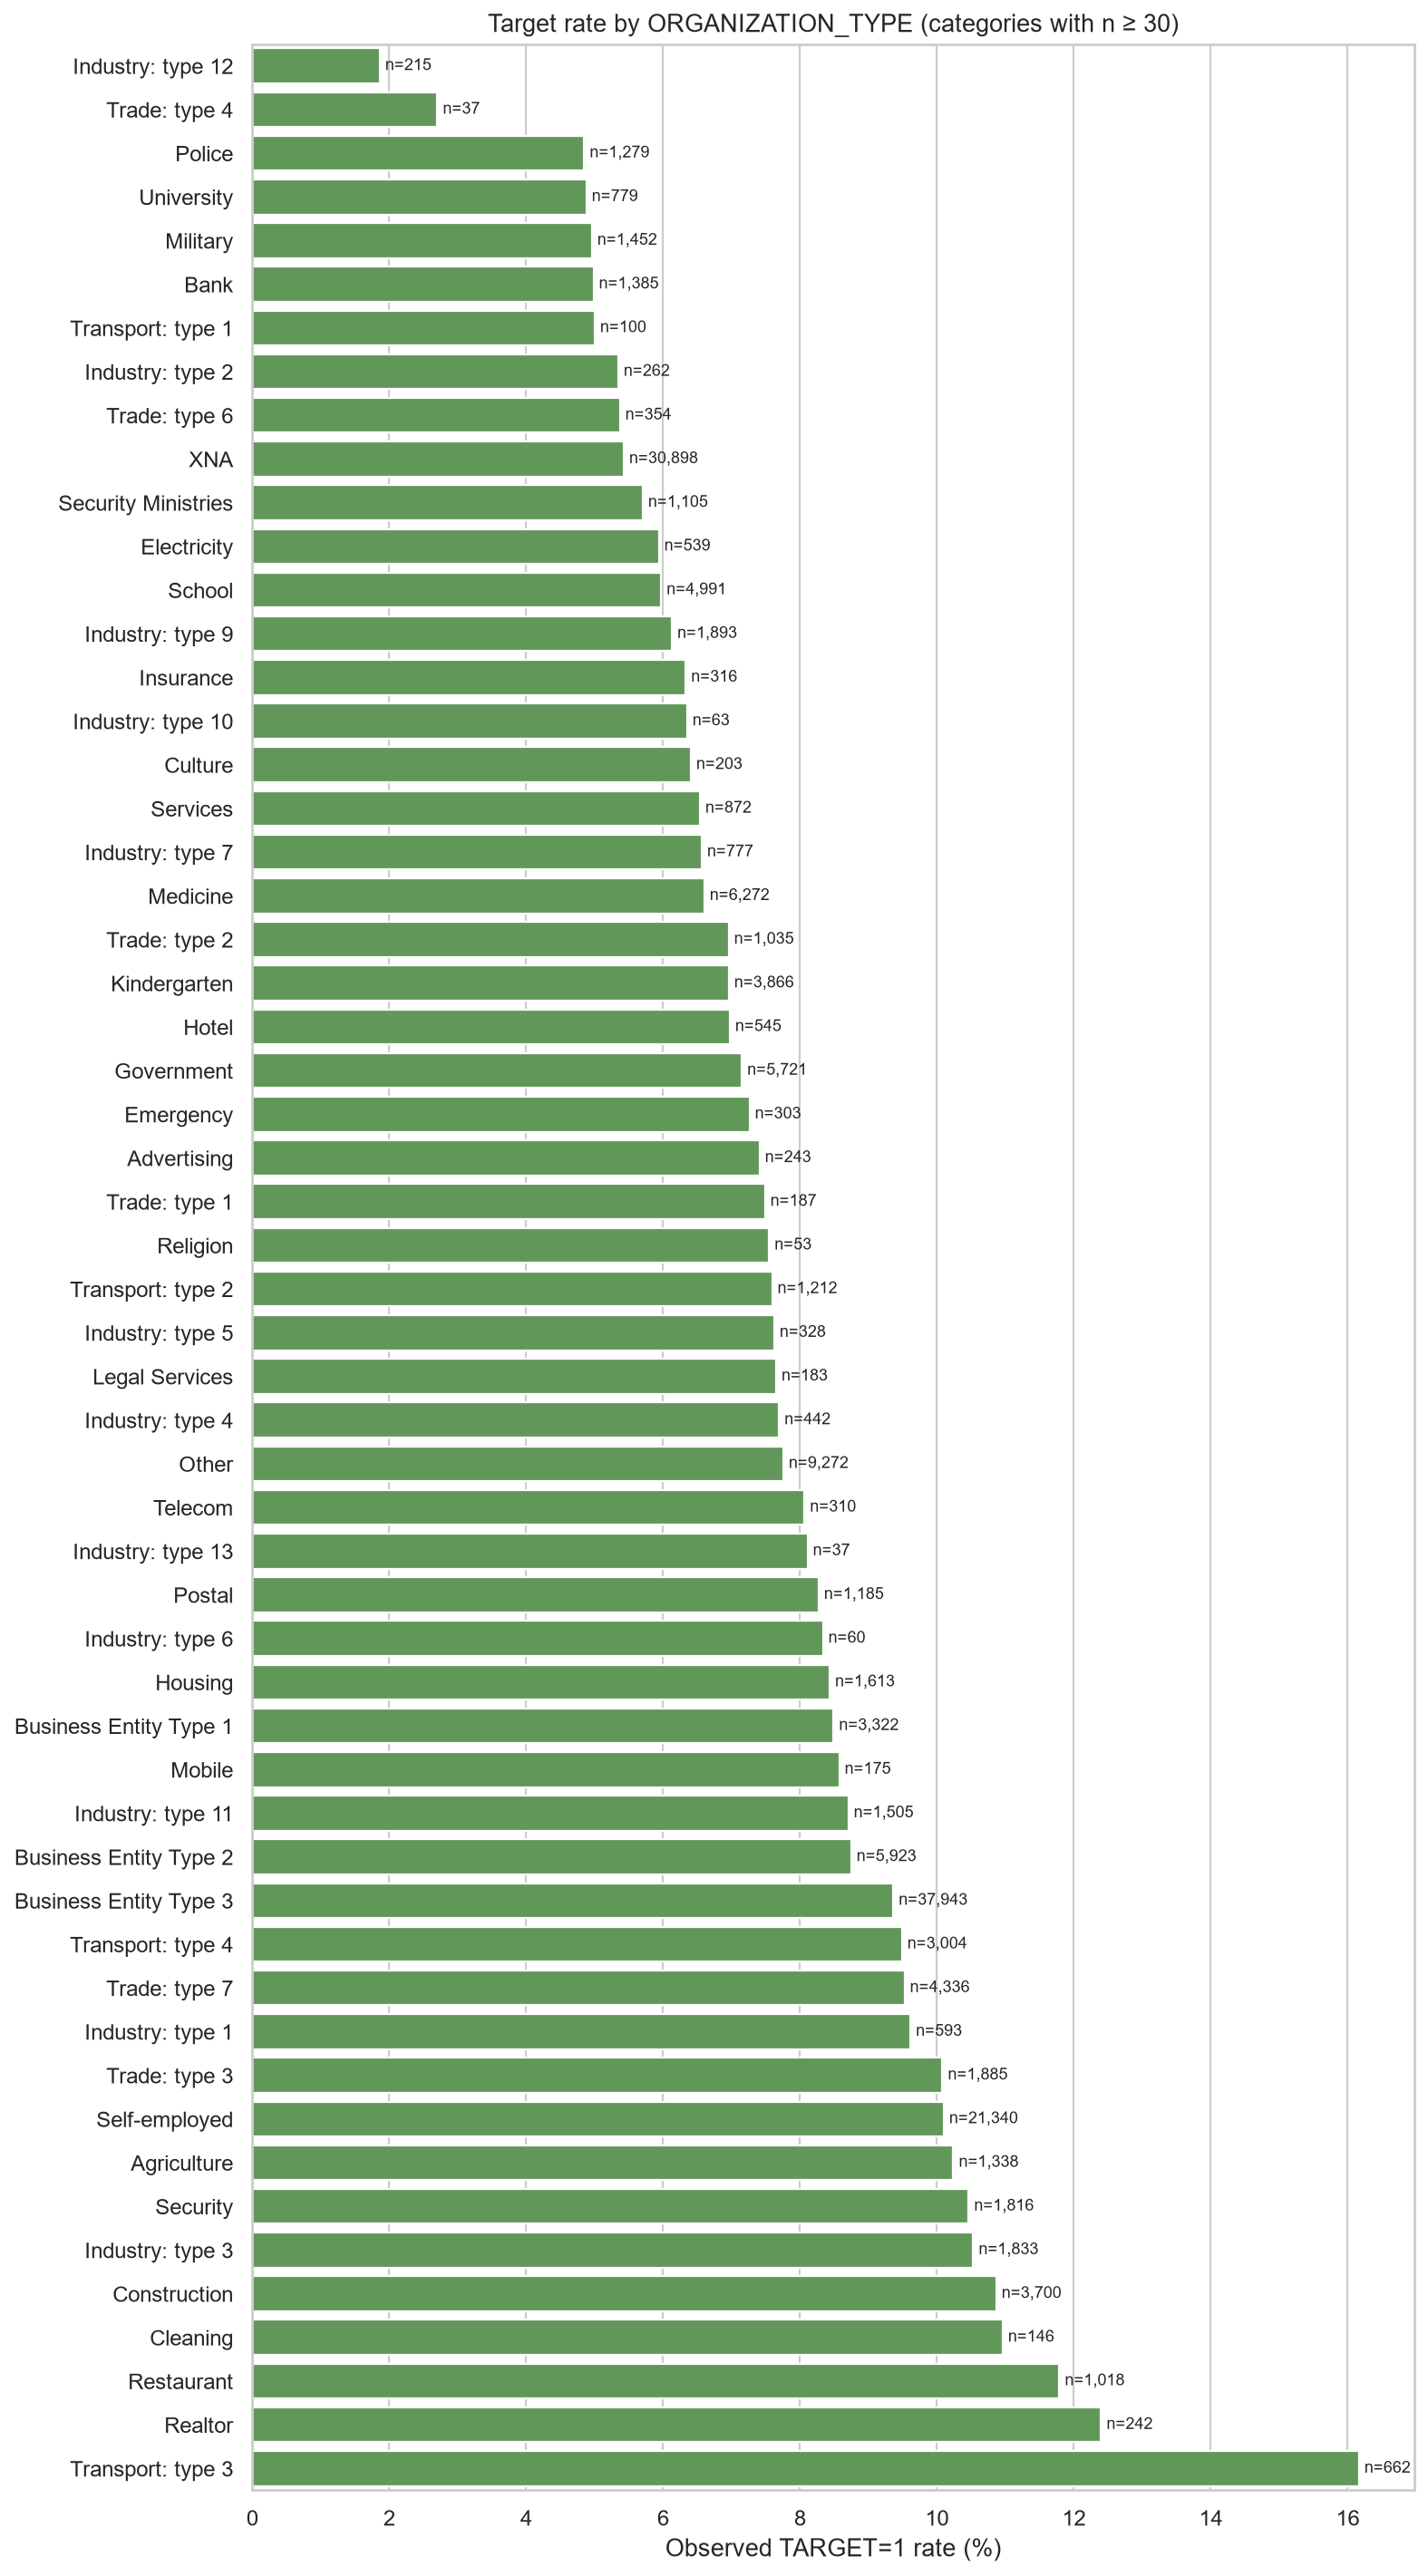 Target rate by ORGANIZATION_TYPE (categories with n ≥ 30)
Industry: type 12 n=215
Trade: type 4 n=37
Police n=1,279
University n=779
Military n=1,452
Bank n=1,385
Transport: type 1 n=100
Industry: type 2 n=262
Trade: type 6 n=354
XNA n=30,898
Security Ministries n=1,105
Electricity n=539
School n=4,991
Industry: type 9 n=1,893
Insurance n=316
Industry: type 10 n=63
Culture n=203
Services n=872
Industry: type 7 n=777
Medicine n=6,272
Trade: type 2 n=1,035
Kindergarten n=3,866
Hotel n=545
Government n=5,721
Emergency n=303
Advertising n=243
Trade: type 1 n=187
Religion n=53
Transport: type 2 n=1,212
Industry: type 5 n=328
Legal Services n=183
Industry: type 4 n=442
Other n=9,272
Telecom n=310
Industry: type 13 n=37
Postal n=1,185
Industry: type 6 n=60
Housing n=1,613
Business Entity Type 1 n=3,322
Mobile n=175
Industry: type 11 n=1,505
Business Entity Type 2 n=5,923
Business Entity Type 3 n=37,943
Transport: type 4 n=3,004
Trade: type 7 n=4,336
Industry: type 1 n=593
Trade: type 3 n=1,885
Self-employed n=21,340
Agriculture n=1,338
Security n=1,816
Industry: type 3 n=1,833
Construction n=3,700
Cleaning n=146
Restaurant n=1,018
Realtor n=242
Transport: type 3 n=662
0 2 4 6 8 10 12 14 16
Observed TARGET=1 rate (%)